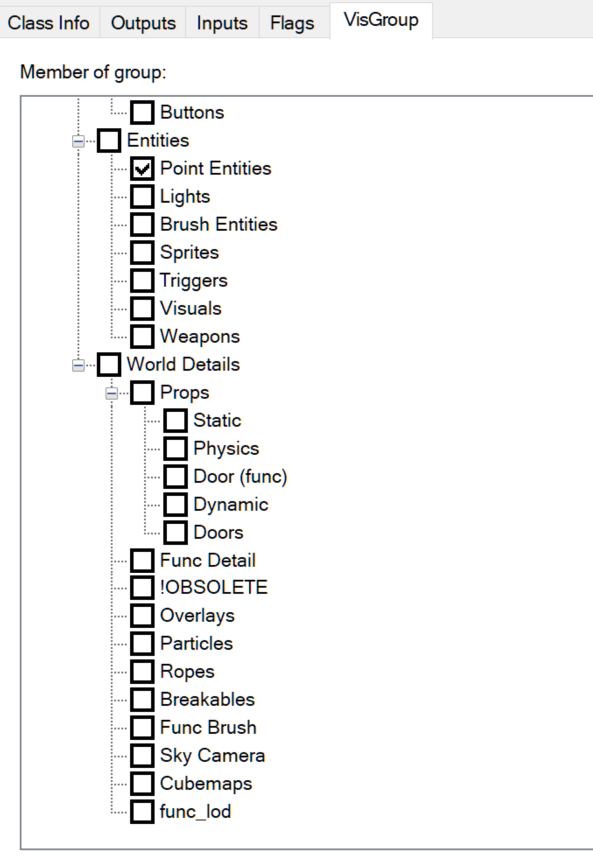 Class Info Outputs Inputs Flags VisGroup
Member of group:
Buttons
Entities
Point Entities
Lights
Brush Entities
Sprites
Triggers
Visuals
Weapons
World Details
Props
Static
Physics
Door (func)
Dynamic
Doors
Func Detail
!OBSOLETE
Overlays
Particles
Ropes
Breakables
Func Brush
Sky Camera
Cubemaps
func_lod